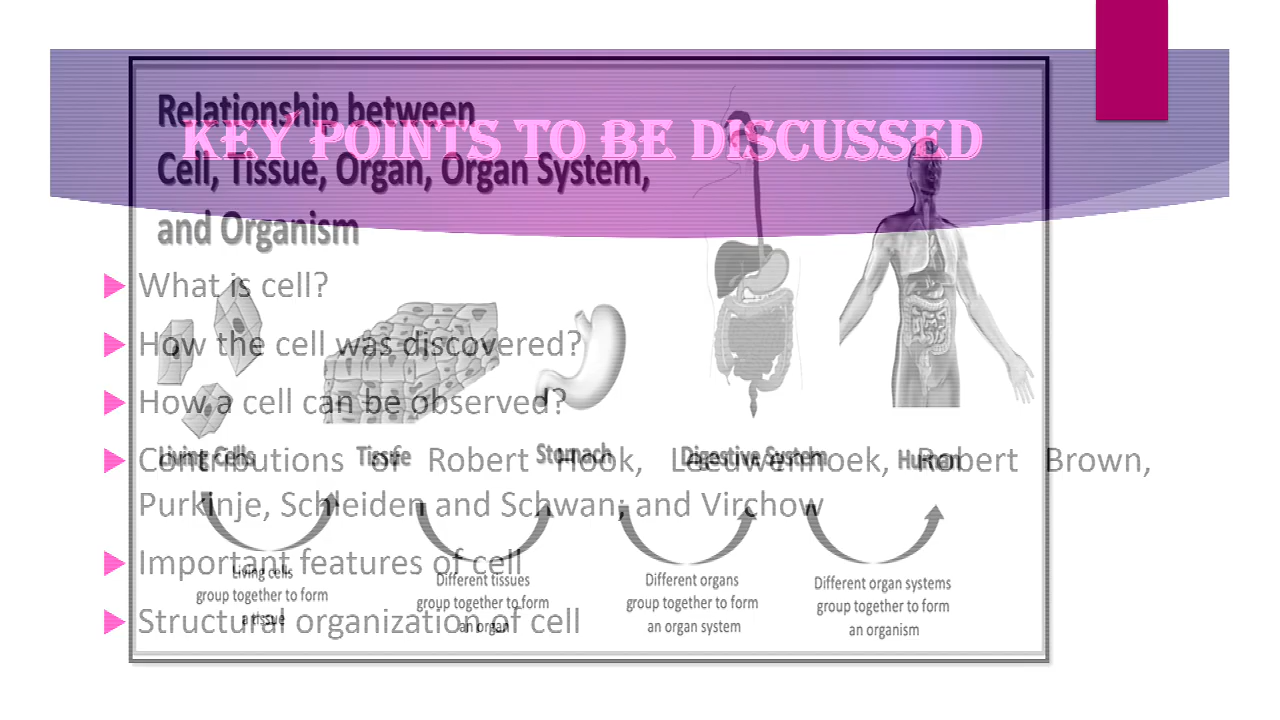 KEY POINTS TO BE DISCUSSED
What is cell?
How the cell was discovered?
How a cell can be observed?
Contributions of Robert Hook, Leeuwenhoek, Robert Brown,
Purkinje, Schleiden and Schwan, and Virchow
Important features of cell
Structural organization of cell
Relationship between
Cell, Tissue, Organ, Organ System,
and Organism
Living Cells
Tissue
Stomach
Digestive System
Human
Living cells
group together to form
a tissue
Different tissues
group together to form
an organ
Different organs
group together to form
an organ system
Different organ systems
group together to form
an organism